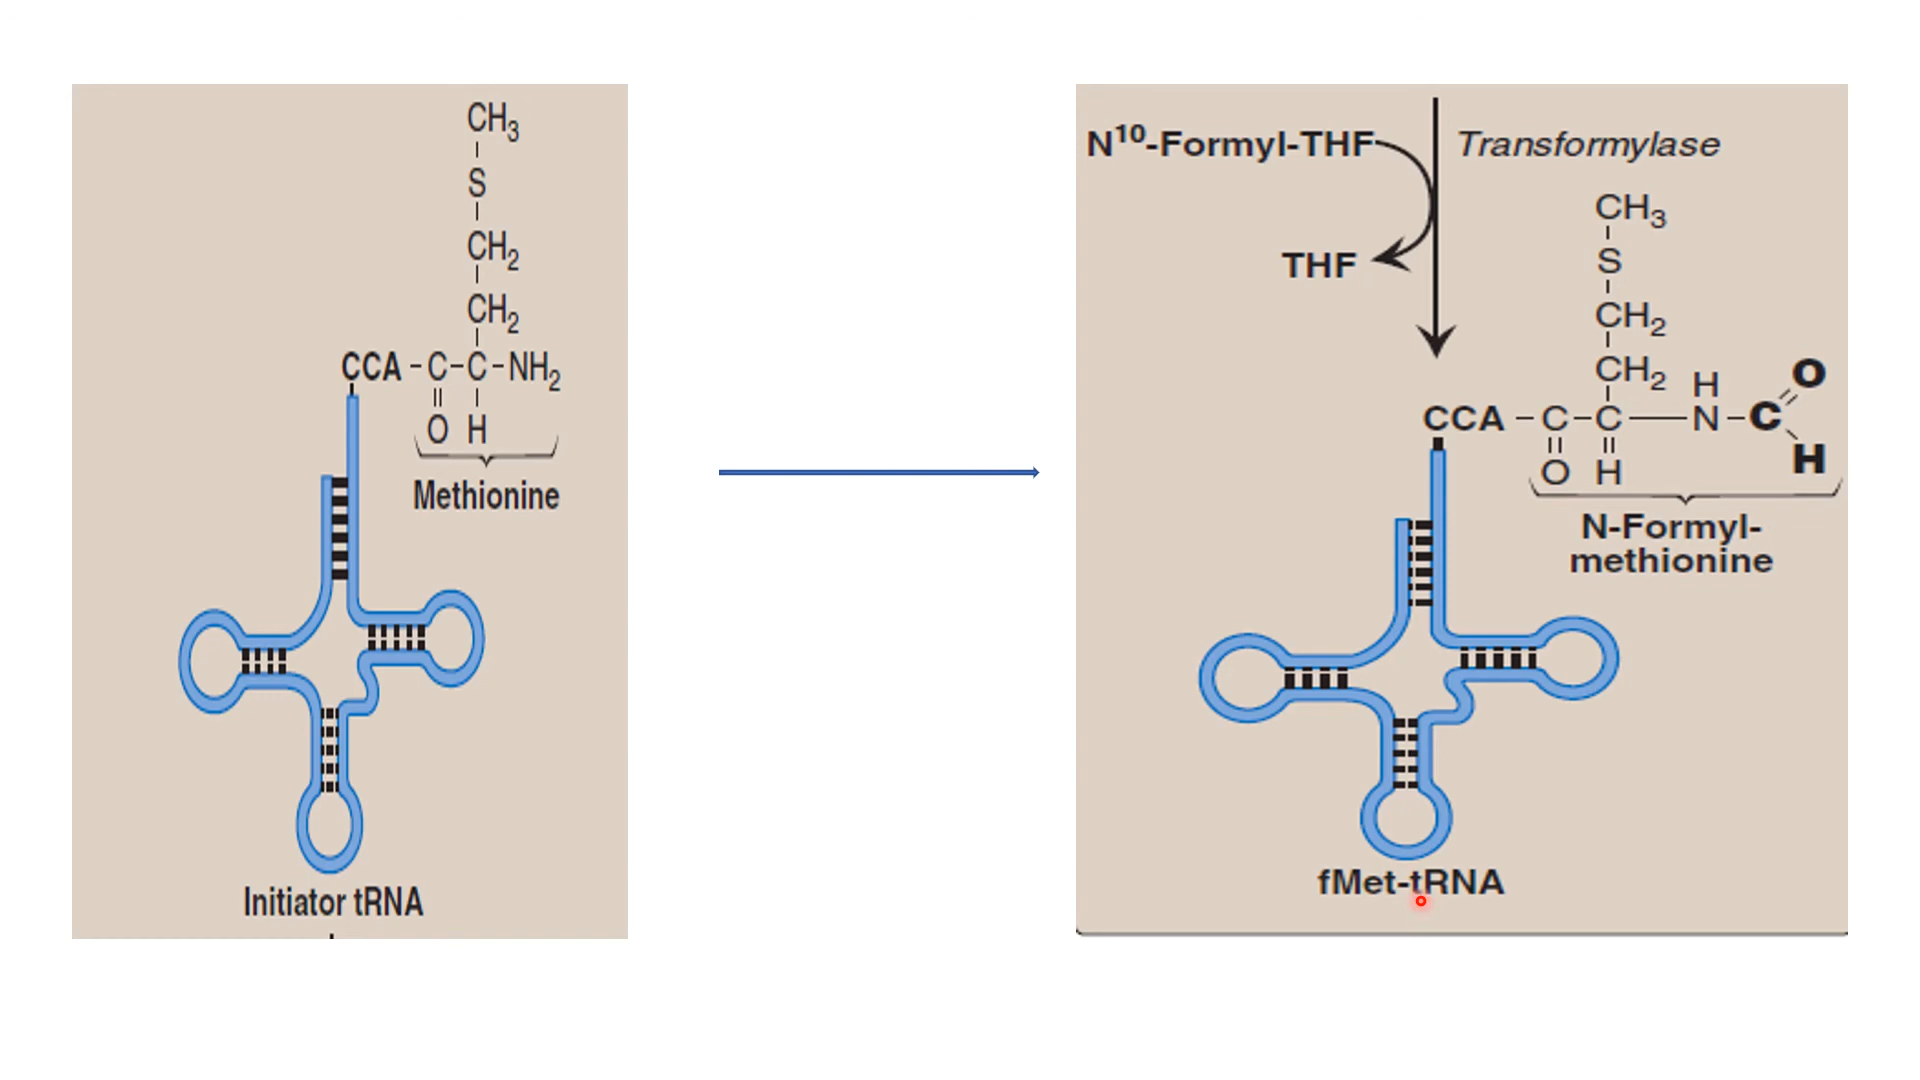 CH3
S
CH2
CH2
CCA-C-C-NH2
O H
Methionine
Initiator tRNA
N10-Formyl-THF
Transformylase
THF
CH3
S
CH2
CH2
H
O
CCA-C-C-N-C
O H
H
N-Formyl-
methionine
fMet-tRNA